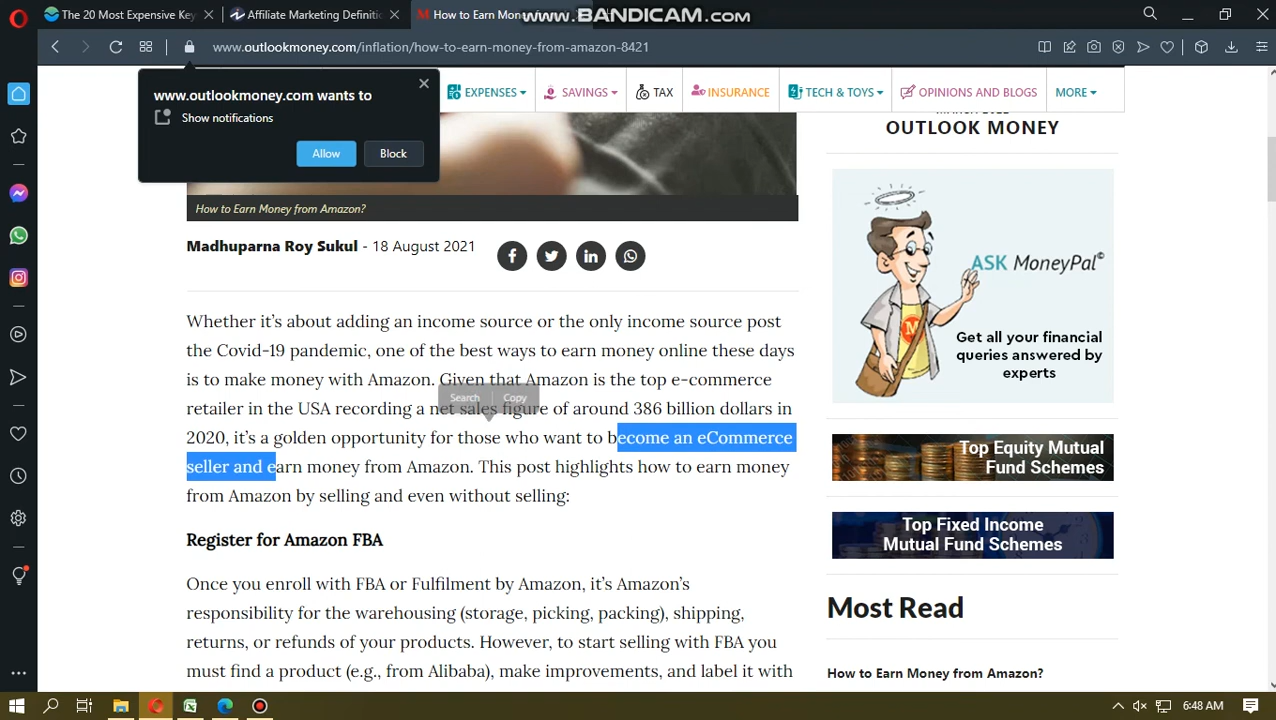 The 20 Most Expensive Key
Affiliate Marketing Definitio
How to Earn Mon
www.BANDICAM.com
www.outlookmoney.com/inflation/how-to-earn-money-from-amazon-8421
www.outlookmoney.com wants to
Show notifications
Allow
Block
EXPENSES
SAVINGS
TAX
INSURANCE
TECH & TOYS
OPINIONS AND BLOGS
MORE
OUTLOOK MONEY
How to Earn Money from Amazon?
Madhuparna Roy Sukul - 18 August 2021
Whether it’s about adding an income source or the only income source post
the Covid-19 pandemic, one of the best ways to earn money online these days
is to make money with Amazon. Given that Amazon is the top e-commerce
Search
Copy
retailer in the USA recording a net sales figure of around 386 billion dollars in
2020, it’s a golden opportunity for those who want to become an eCommerce
seller and earn money from Amazon. This post highlights how to earn money
from Amazon by selling and even without selling:
Register for Amazon FBA
Once you enroll with FBA or Fulfilment by Amazon, it’s Amazon’s
responsibility for the warehousing (storage, picking, packing), shipping,
returns, or refunds of your products. However, to start selling with FBA you
must find a product (e.g., from Alibaba), make improvements, and label it with
ASK MoneyPal©
M
Get all your financial
queries answered by
experts
Top Equity Mutual
Fund Schemes
Top Fixed Income
Mutual Fund Schemes
Most Read
How to Earn Money from Amazon?
6:48 AM